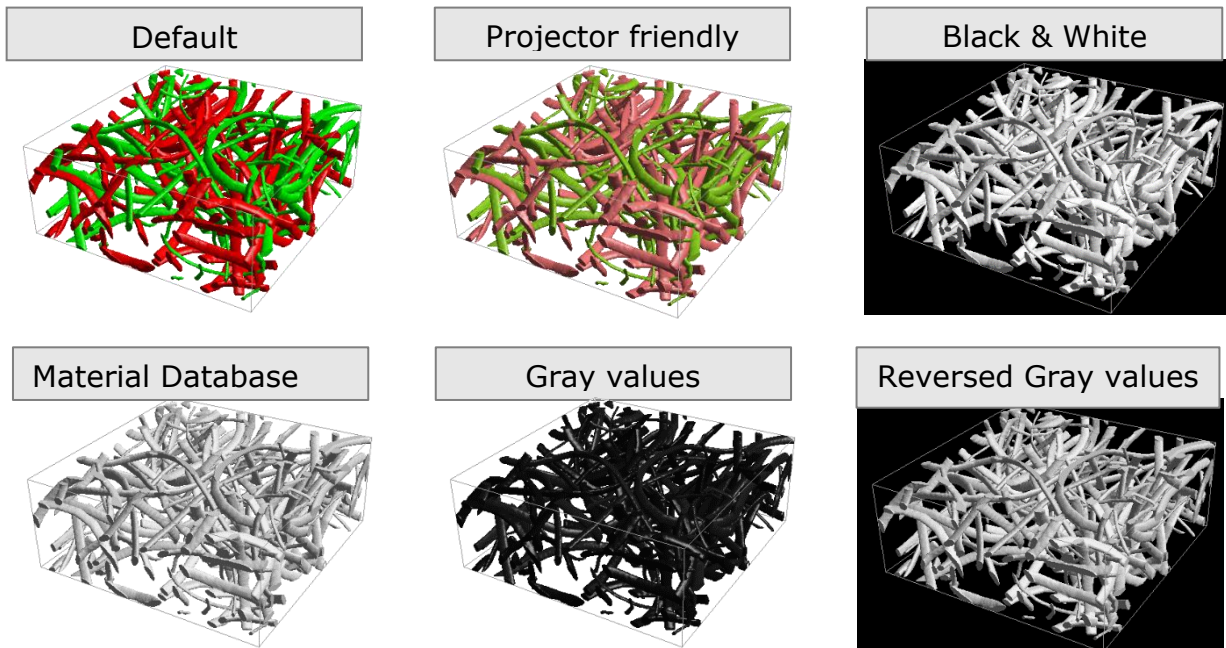 Default
Projector friendly
Black & White
Material Database
Gray values
Reversed Gray values